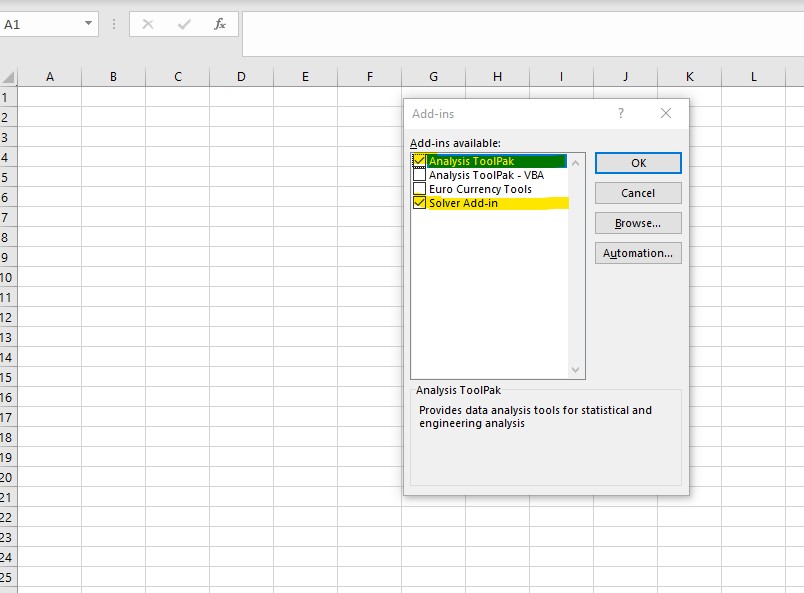 A1
fx
A B C D E F G H I J K L
1
2
3
4
5
6
7
8
9
10
11
12
13
14
15
16
17
18
19
20
21
22
23
24
25
Add-ins ?
Add-ins available:
Analysis ToolPak
Analysis ToolPak - VBA
Euro Currency Tools
Solver Add-in
OK
Cancel
Browse...
Automation...
Analysis ToolPak
Provides data analysis tools for statistical and
engineering analysis